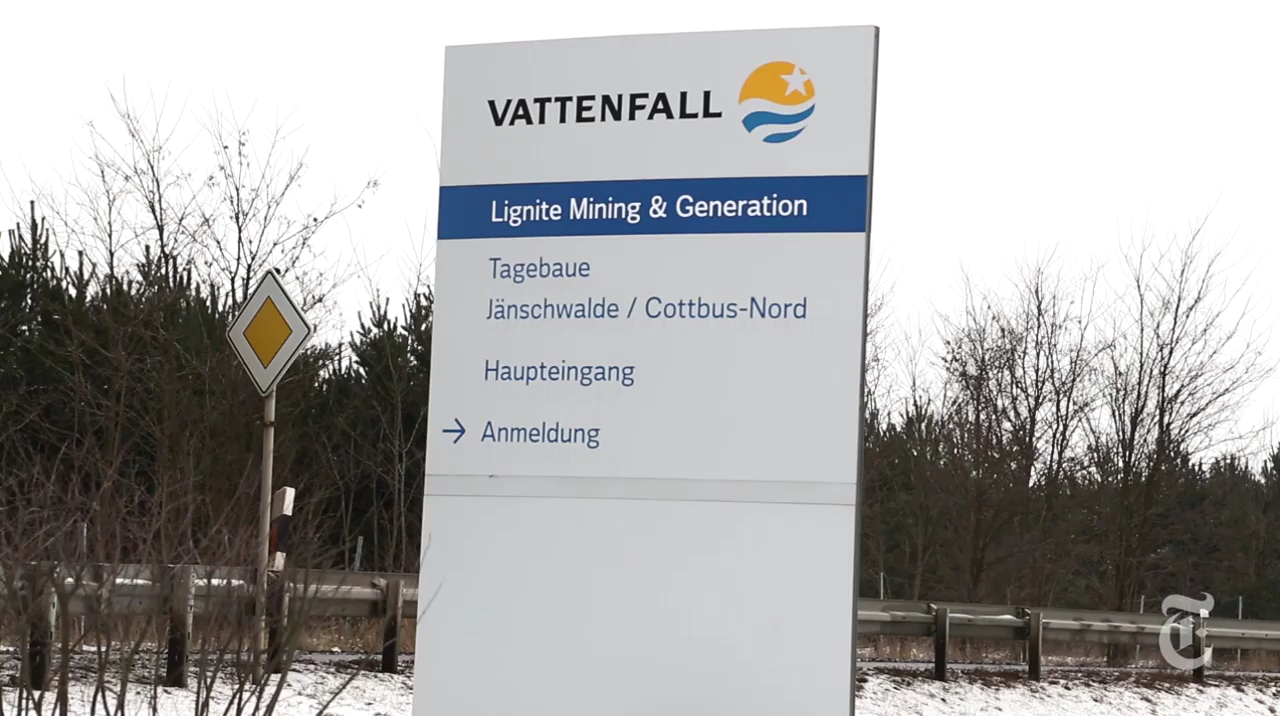 VATTENFALL
Lignite Mining & Generation
Tagebaue
Jänschwalde / Cottbus-Nord
Haupteingang
→ Anmeldung
T